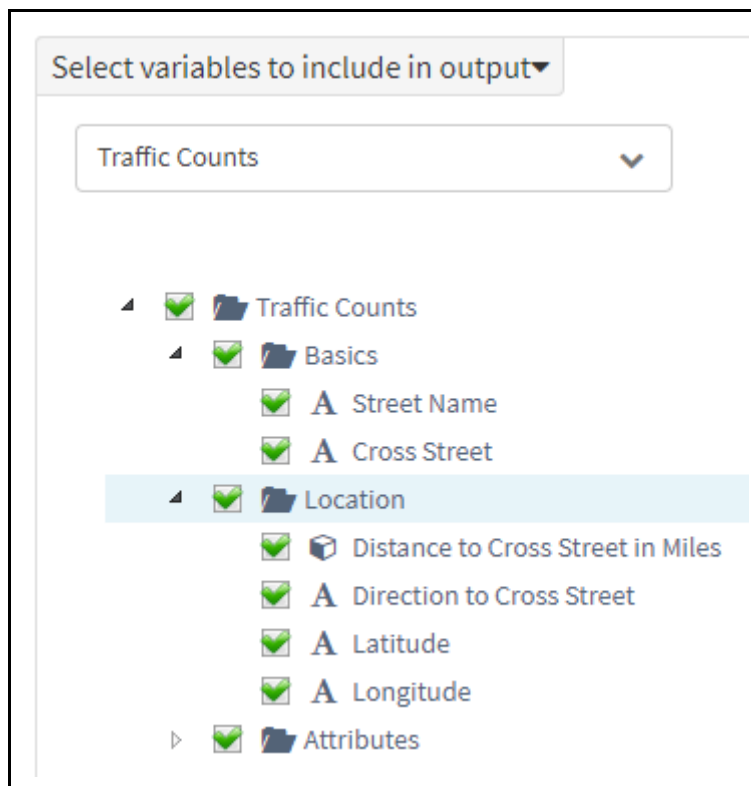 Select variables to include in output
Traffic Counts
Traffic Counts
Basics
A Street Name
A Cross Street
Location
Distance to Cross Street in Miles
A Direction to Cross Street
A Latitude
A Longitude
Attributes